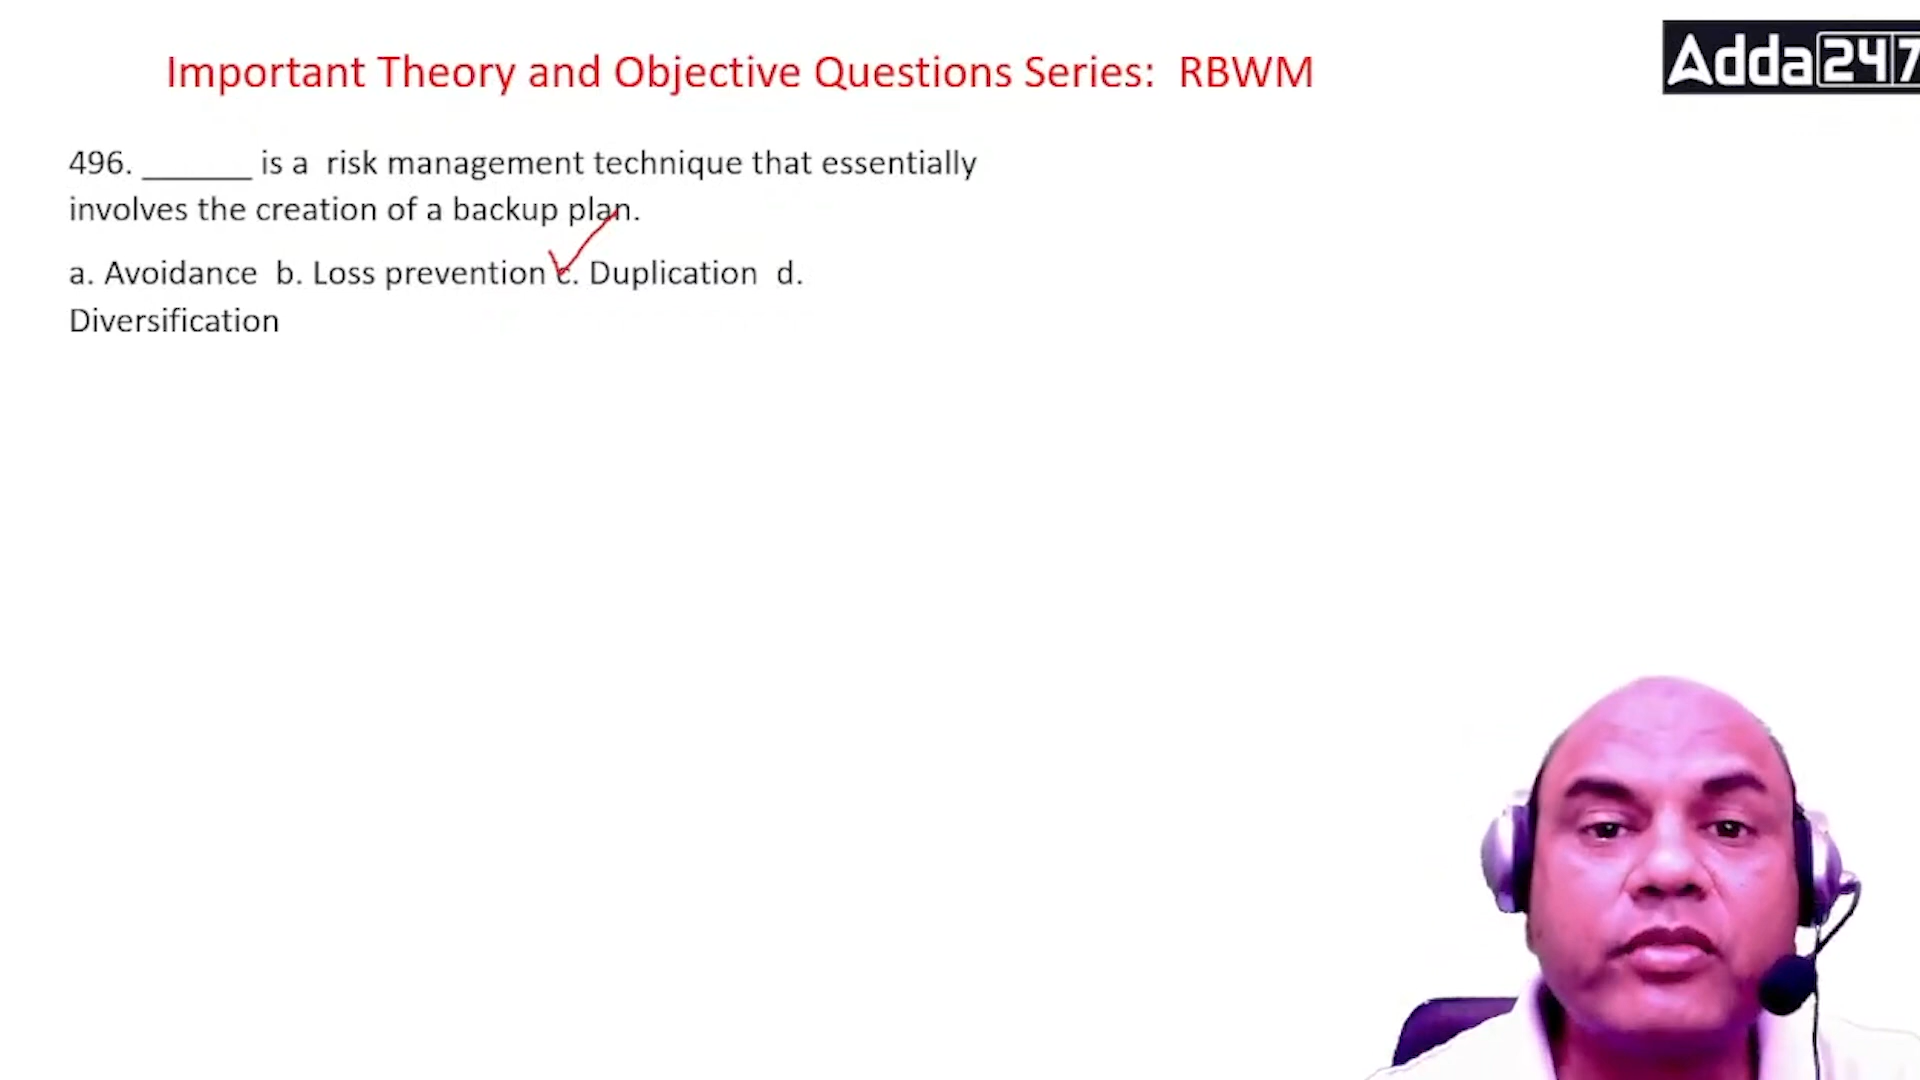 Important Theory and Objective Questions Series: RBWM
Adda247
496. ______ is a risk management technique that essentially
involves the creation of a backup plan.
a. Avoidance b. Loss prevention c. Duplication d.
Diversification